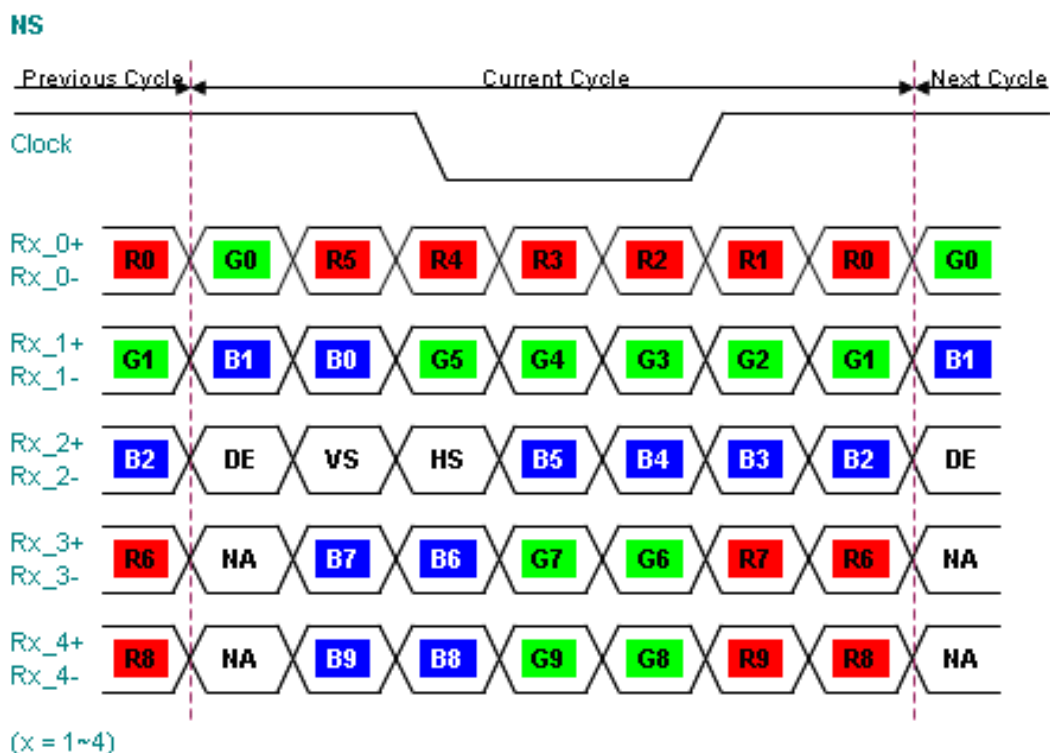 NS
Previous Cycle Current Cycle Next Cycle
Clock
Rx_0+
Rx_0-
R0 G0 R5 R4 R3 R2 R1 R0 G0
Rx_1+
Rx_1-
G1 B1 B0 G5 G4 G3 G2 G1 B1
Rx_2+
Rx_2-
B2 DE VS HS B5 B4 B3 B2 DE
Rx_3+
Rx_3-
R6 NA B7 B6 G7 G6 R7 R6 NA
Rx_4+
Rx_4-
R8 NA B9 B8 G9 G8 R9 R8 NA
(x = 1~4)